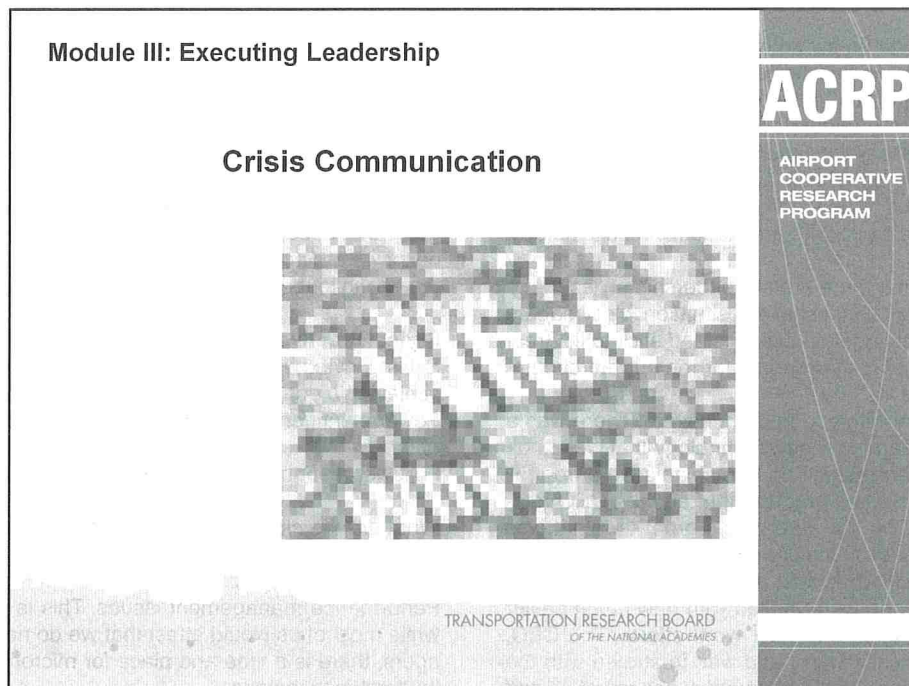 Module III: Executing Leadership
Crisis Communication
ACRP
AIRPORT
COOPERATIVE
RESEARCH
PROGRAM
TRANSPORTATION RESEARCH BOARD
OF THE NATIONAL ACADEMIES